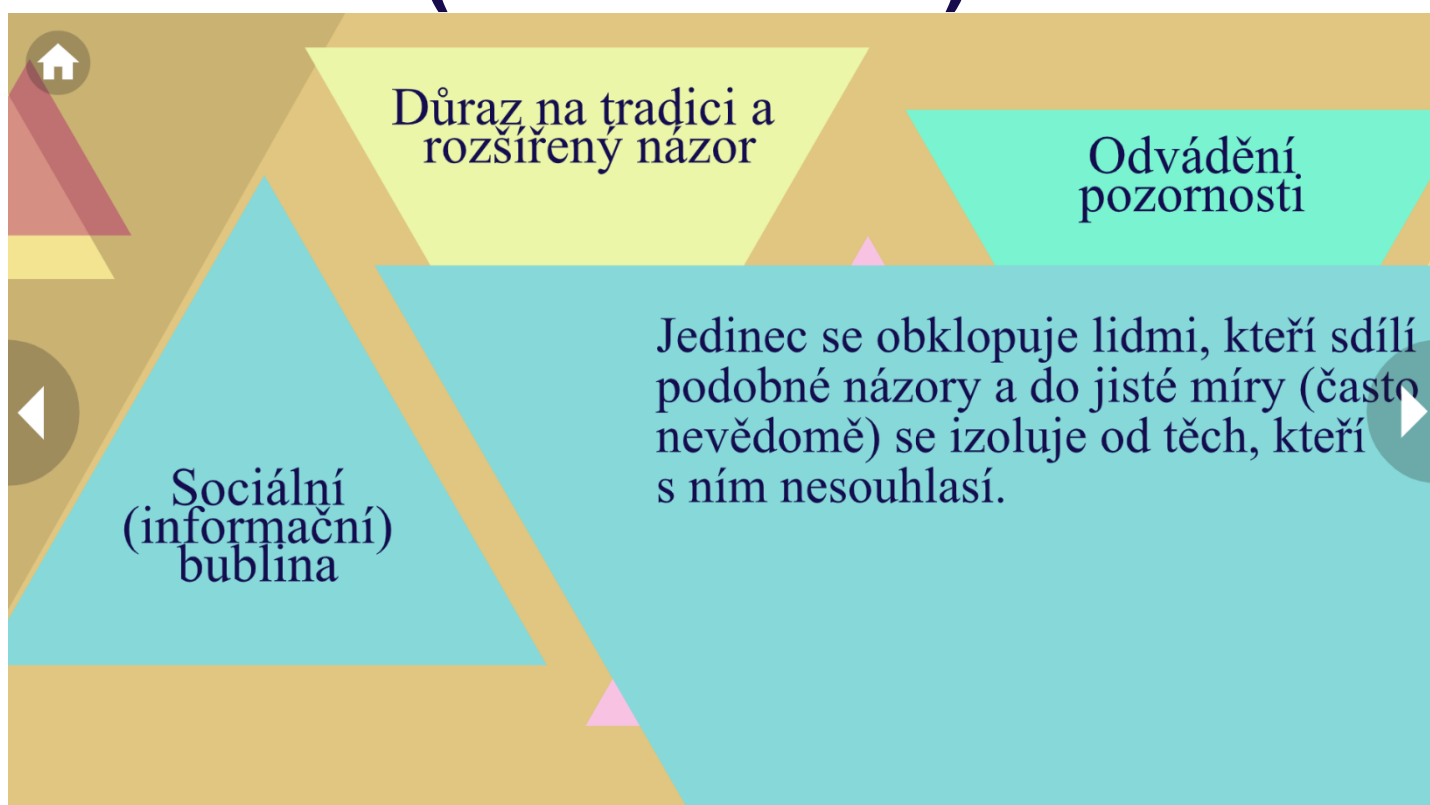 Důraz na tradici a
rozšířený názor
Odvádění
pozornosti
Jedinec se obklopuje lidmi, kteří sdílí
podobné názory a do jisté míry (často
nevědomě) se izoluje od těch, kteří
s ním nesouhlasí.
Sociální
(informační)
bublina